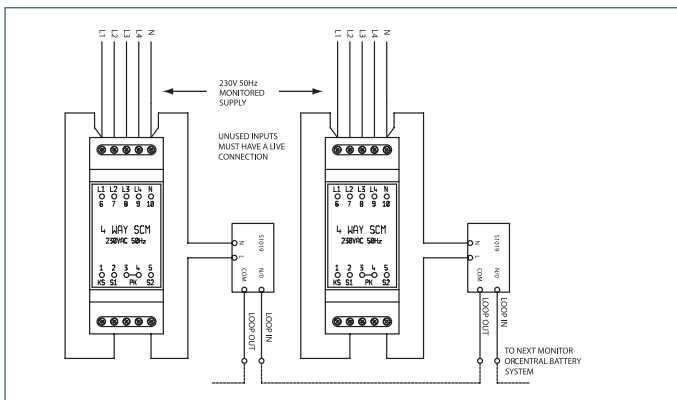 L1 L2 L3 L4 N
L1 L2 L3 L4 N
230V 50Hz
MONITORED
SUPPLY
UNUSED INPUTS
MUST HAVE A LIVE
CONNECTION
L1 L2 L3 L4 N
6 7 8 9 10
4 WAY SCM
230VAC 50Hz
1 2 3 4 5
KS S1 PK S2
N
L
S1019
COM
N/0
LOOP OUT
LOOP IN
L1 L2 L3 L4 N
6 7 8 9 10
4 WAY SCM
230VAC 50Hz
1 2 3 4 5
KS S1 PK S2
N
L
S1019
COM
N/0
LOOP OUT
LOOP IN
TO NEXT MONITOR
ORCENTRAL BATTERY
SYSTEM